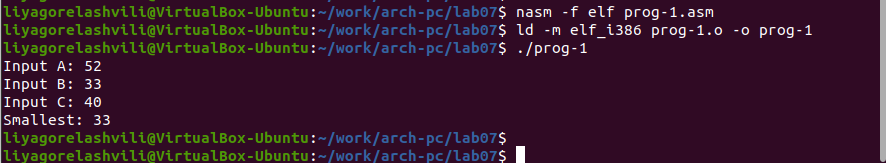 liyagorelashvili@VirtualBox-Ubuntu:~/work/arch-pc/lab07$ nasm -f elf prog-1.asm
liyagorelashvili@VirtualBox-Ubuntu:~/work/arch-pc/lab07$ ld -m elf_i386 prog-1.o -o prog-1
liyagorelashvili@VirtualBox-Ubuntu:~/work/arch-pc/lab07$ ./prog-1
Input A: 52
Input B: 33
Input C: 40
Smallest: 33
liyagorelashvili@VirtualBox-Ubuntu:~/work/arch-pc/lab07$
liyagorelashvili@VirtualBox-Ubuntu:~/work/arch-pc/lab07$